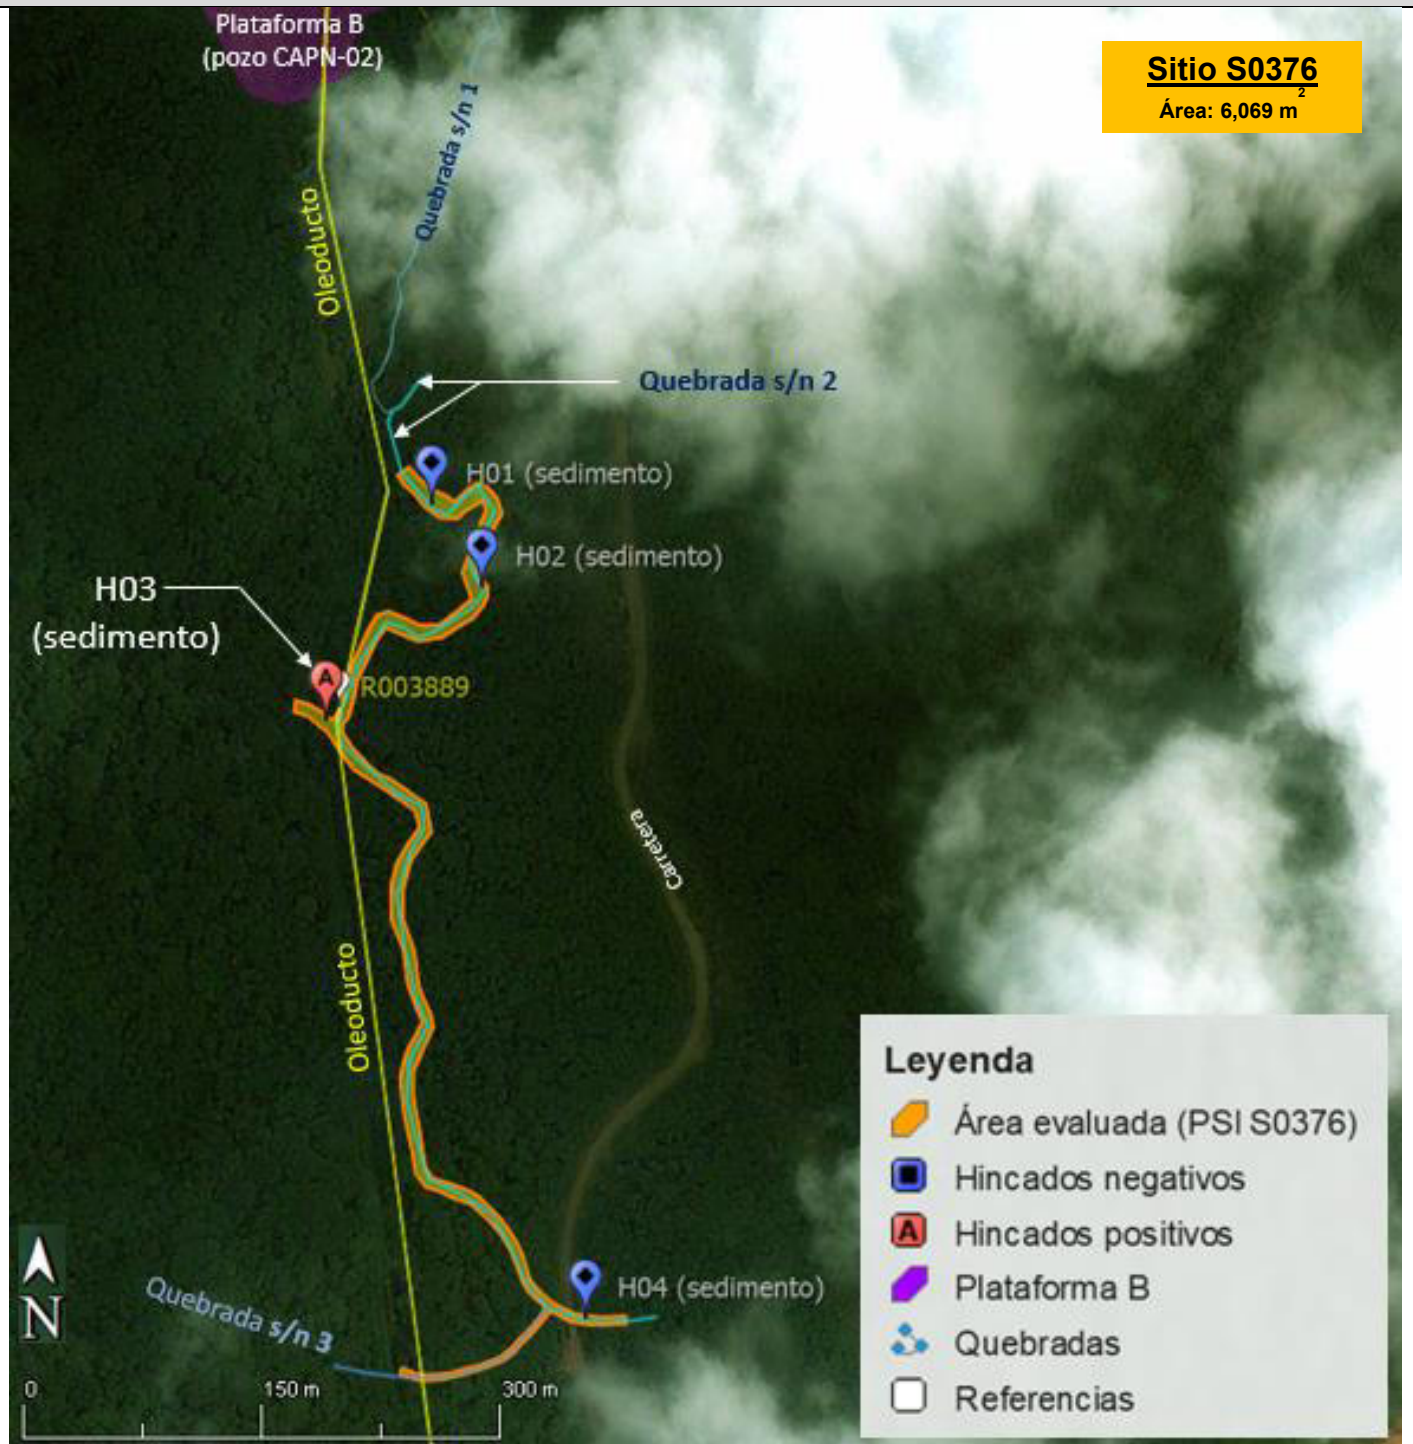 Plataforma B
(pozo CAPN-02)
Sitio S0376
Área: 6,069 m²
Quebrada s/n 1
Oleoducto
Quebrada s/n 2
H01 (sedimento)
H02 (sedimento)
H03
(sedimento)
A
R003889
Carretera
Oleoducto
Leyenda
Área evaluada (PSI S0376)
Hincados negativos
A Hincados positivos
Plataforma B
Quebradas
Referencias
H04 (sedimento)
Quebrada s/n 3
N
0 150 m 300 m